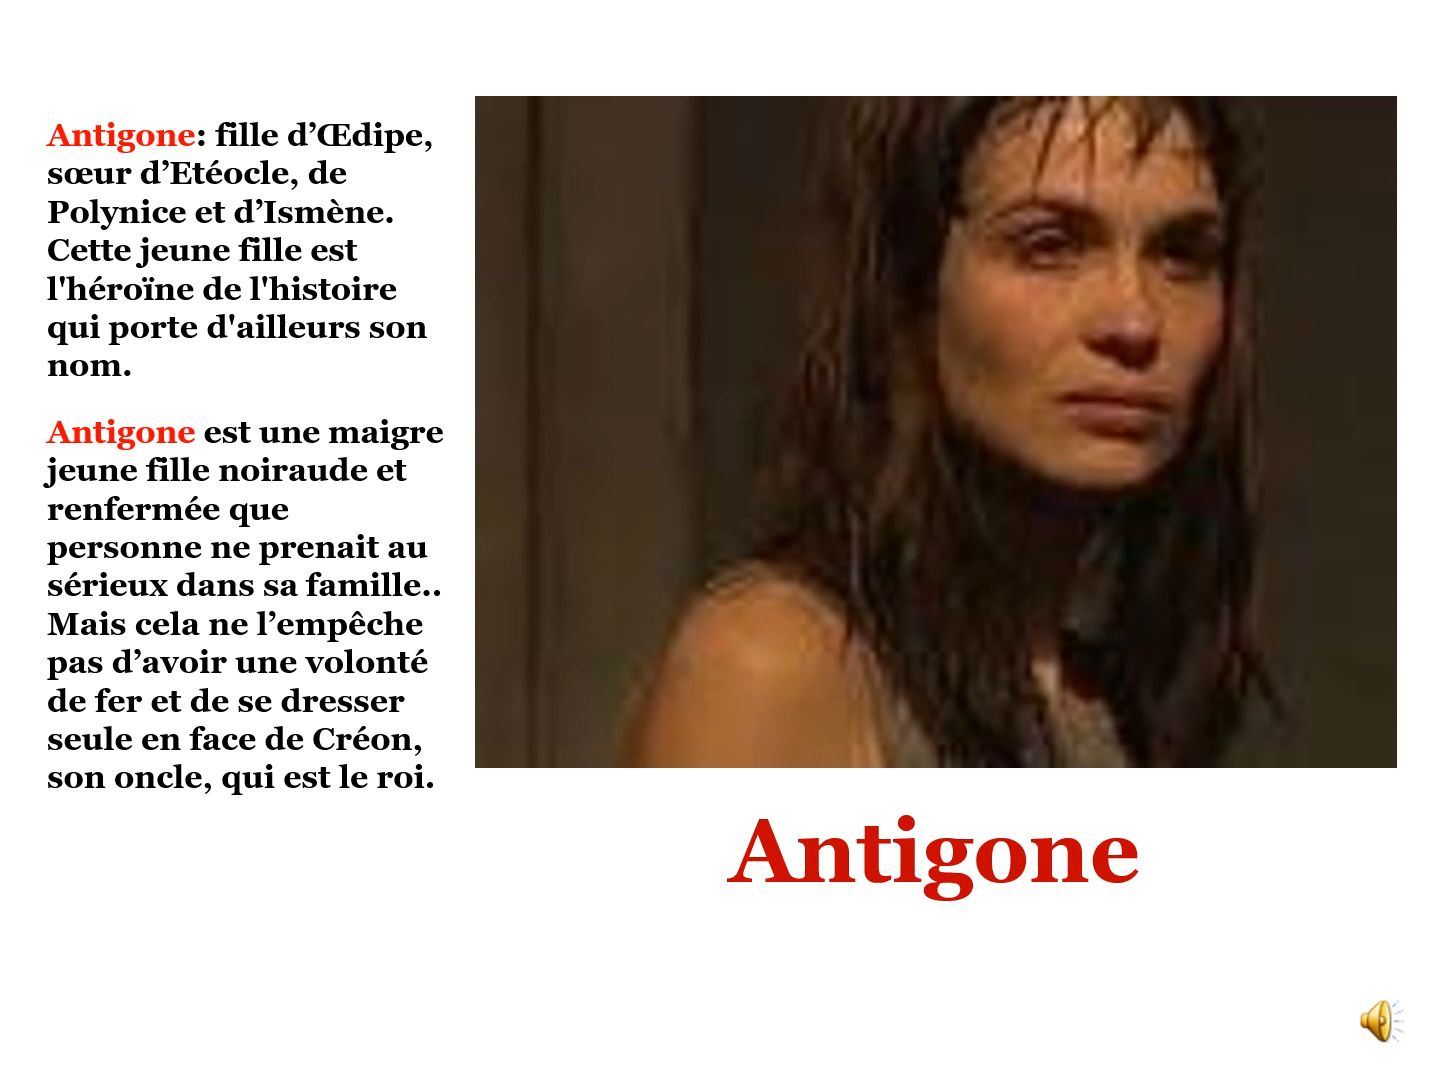 Antigone: fille d’Œdipe,
sœur d’Etéocle, de
Polynice et d’Ismène.
Cette jeune fille est
l'héroïne de l'histoire
qui porte d'ailleurs son
nom.
Antigone est une maigre
jeune fille noiraude et
renfermée que
personne ne prenait au
sérieux dans sa famille..
Mais cela ne l’empêche
pas d’avoir une volonté
de fer et de se dresser
seule en face de Créon,
son oncle, qui est le roi.
Antigone